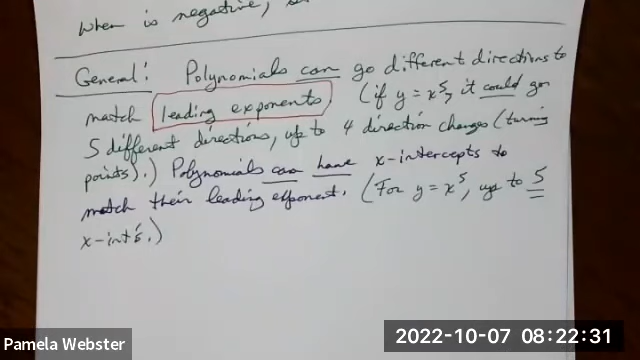 when is negative,
General: Polynomials can go different directions to
match leading exponents (if y = x⁵, it could go
5 different directions, up to 4 direction changes (turning
points).) Polynomials can have x-intercepts to
match their leading exponent. (For y = x⁵, up to 5
x-int's.)
Pamela Webster
2022-10-07 08:22:31